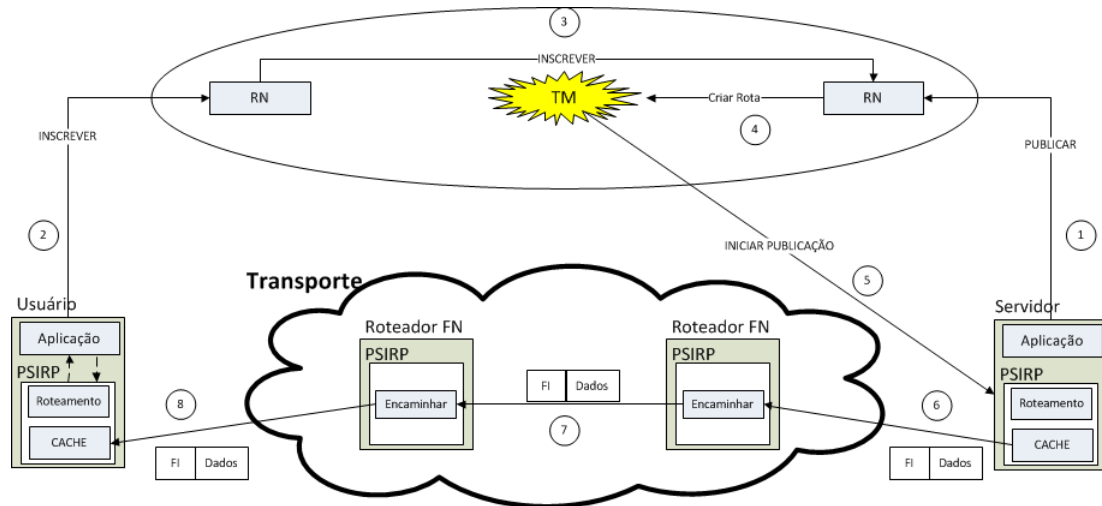 3
INSCREVER
RN
TM
Criar Rota
RN
4
INSCREVER
PUBLICAR
2
1
INICIAR PUBLICAÇÃO
5
Transporte
Usuário
Aplicação
PSIRP
Roteamento
CACHE
Roteador FN
PSIRP
Encaminhar
Roteador FN
PSIRP
Encaminhar
Servidor
Aplicação
PSIRP
Roteamento
CACHE
8
FI Dados
7
6
FI Dados
FI Dados